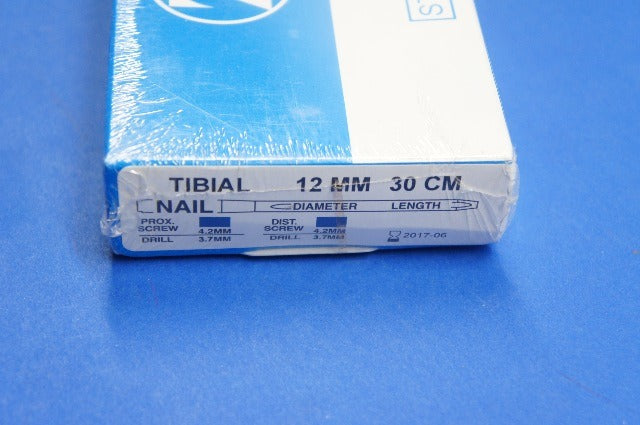 TIBIAL 12 MM 30 CM
NAIL DIAMETER LENGTH
PROX. SCREW 4.2MM DIST. SCREW 4.2MM
DRILL 3.7MM DRILL 3.7MM 2017-06